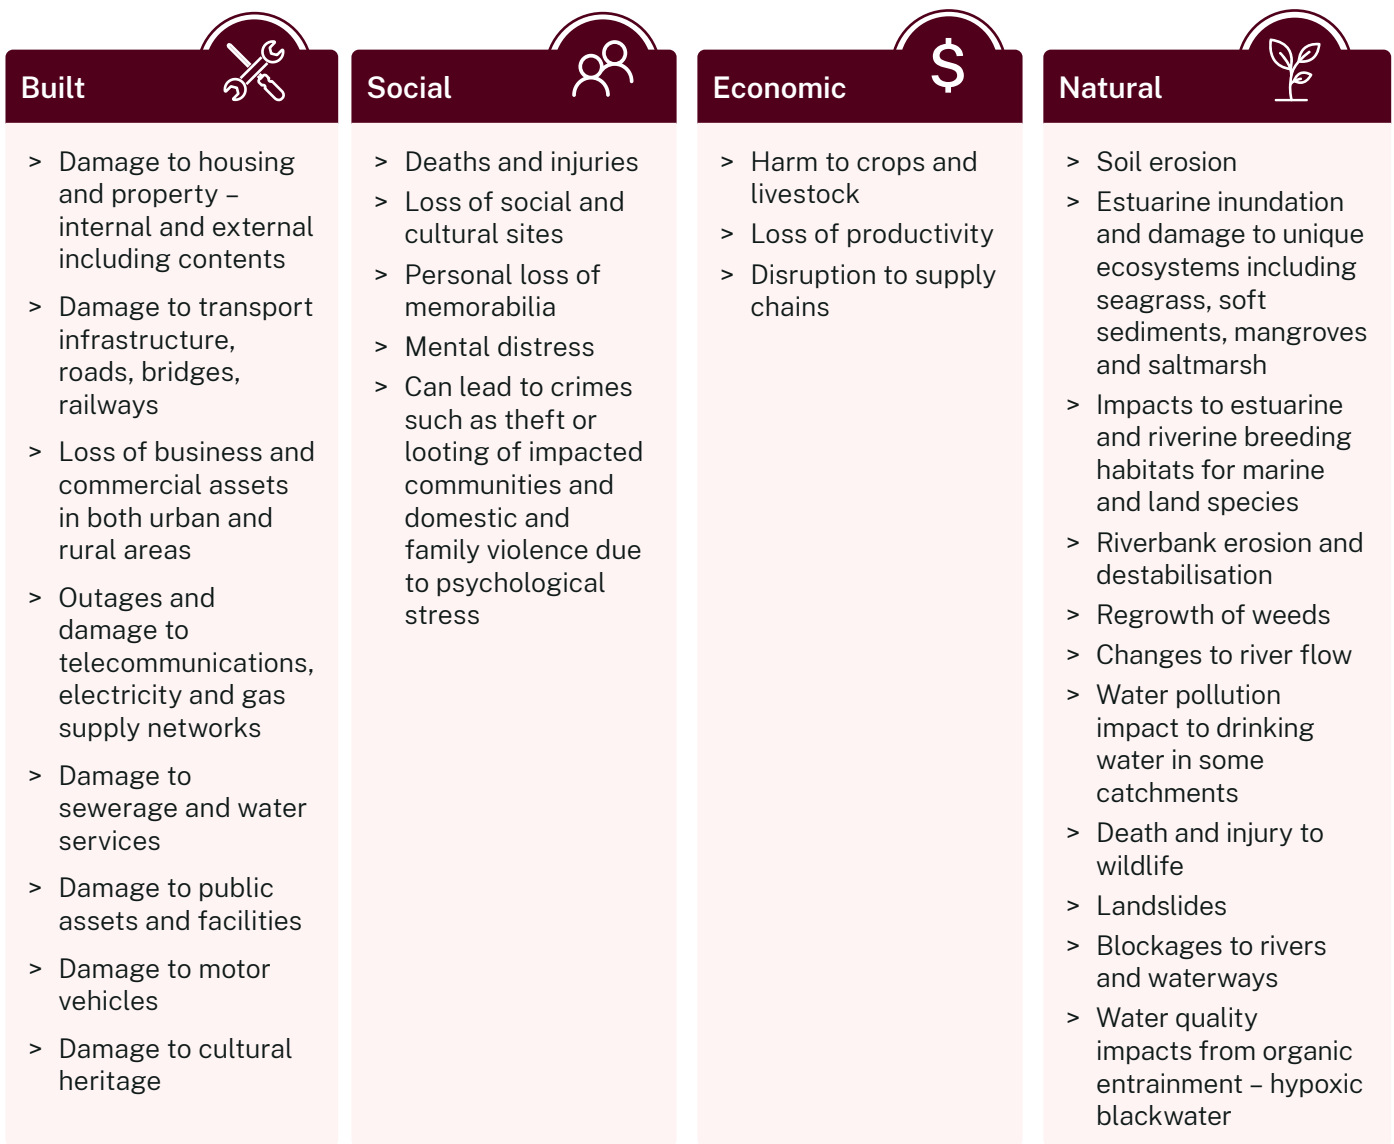 Built
> Damage to housing
and property –
internal and external
including contents
> Damage to transport
infrastructure,
roads, bridges,
railways
> Loss of business and
commercial assets
in both urban and
rural areas
> Outages and
damage to
telecommunications,
electricity and gas
supply networks
> Damage to
sewerage and water
services
> Damage to public
assets and facilities
> Damage to motor
vehicles
> Damage to cultural
heritage
Social
> Deaths and injuries
> Loss of social and
cultural sites
> Personal loss of
memorabilia
> Mental distress
> Can lead to crimes
such as theft or
looting of impacted
communities and
domestic and
family violence due
to psychological
stress
Economic
$
> Harm to crops and
livestock
> Loss of productivity
> Disruption to supply
chains
Natural
> Soil erosion
> Estuarine inundation
and damage to unique
ecosystems including
seagrass, soft
sediments, mangroves
and saltmarsh
> Impacts to estuarine
and riverine breeding
habitats for marine
and land species
> Riverbank erosion and
destabilisation
> Regrowth of weeds
> Changes to river flow
> Water pollution
impact to drinking
water in some
catchments
> Death and injury to
wildlife
> Landslides
> Blockages to rivers
and waterways
> Water quality
impacts from organic
entrainment – hypoxic
blackwater